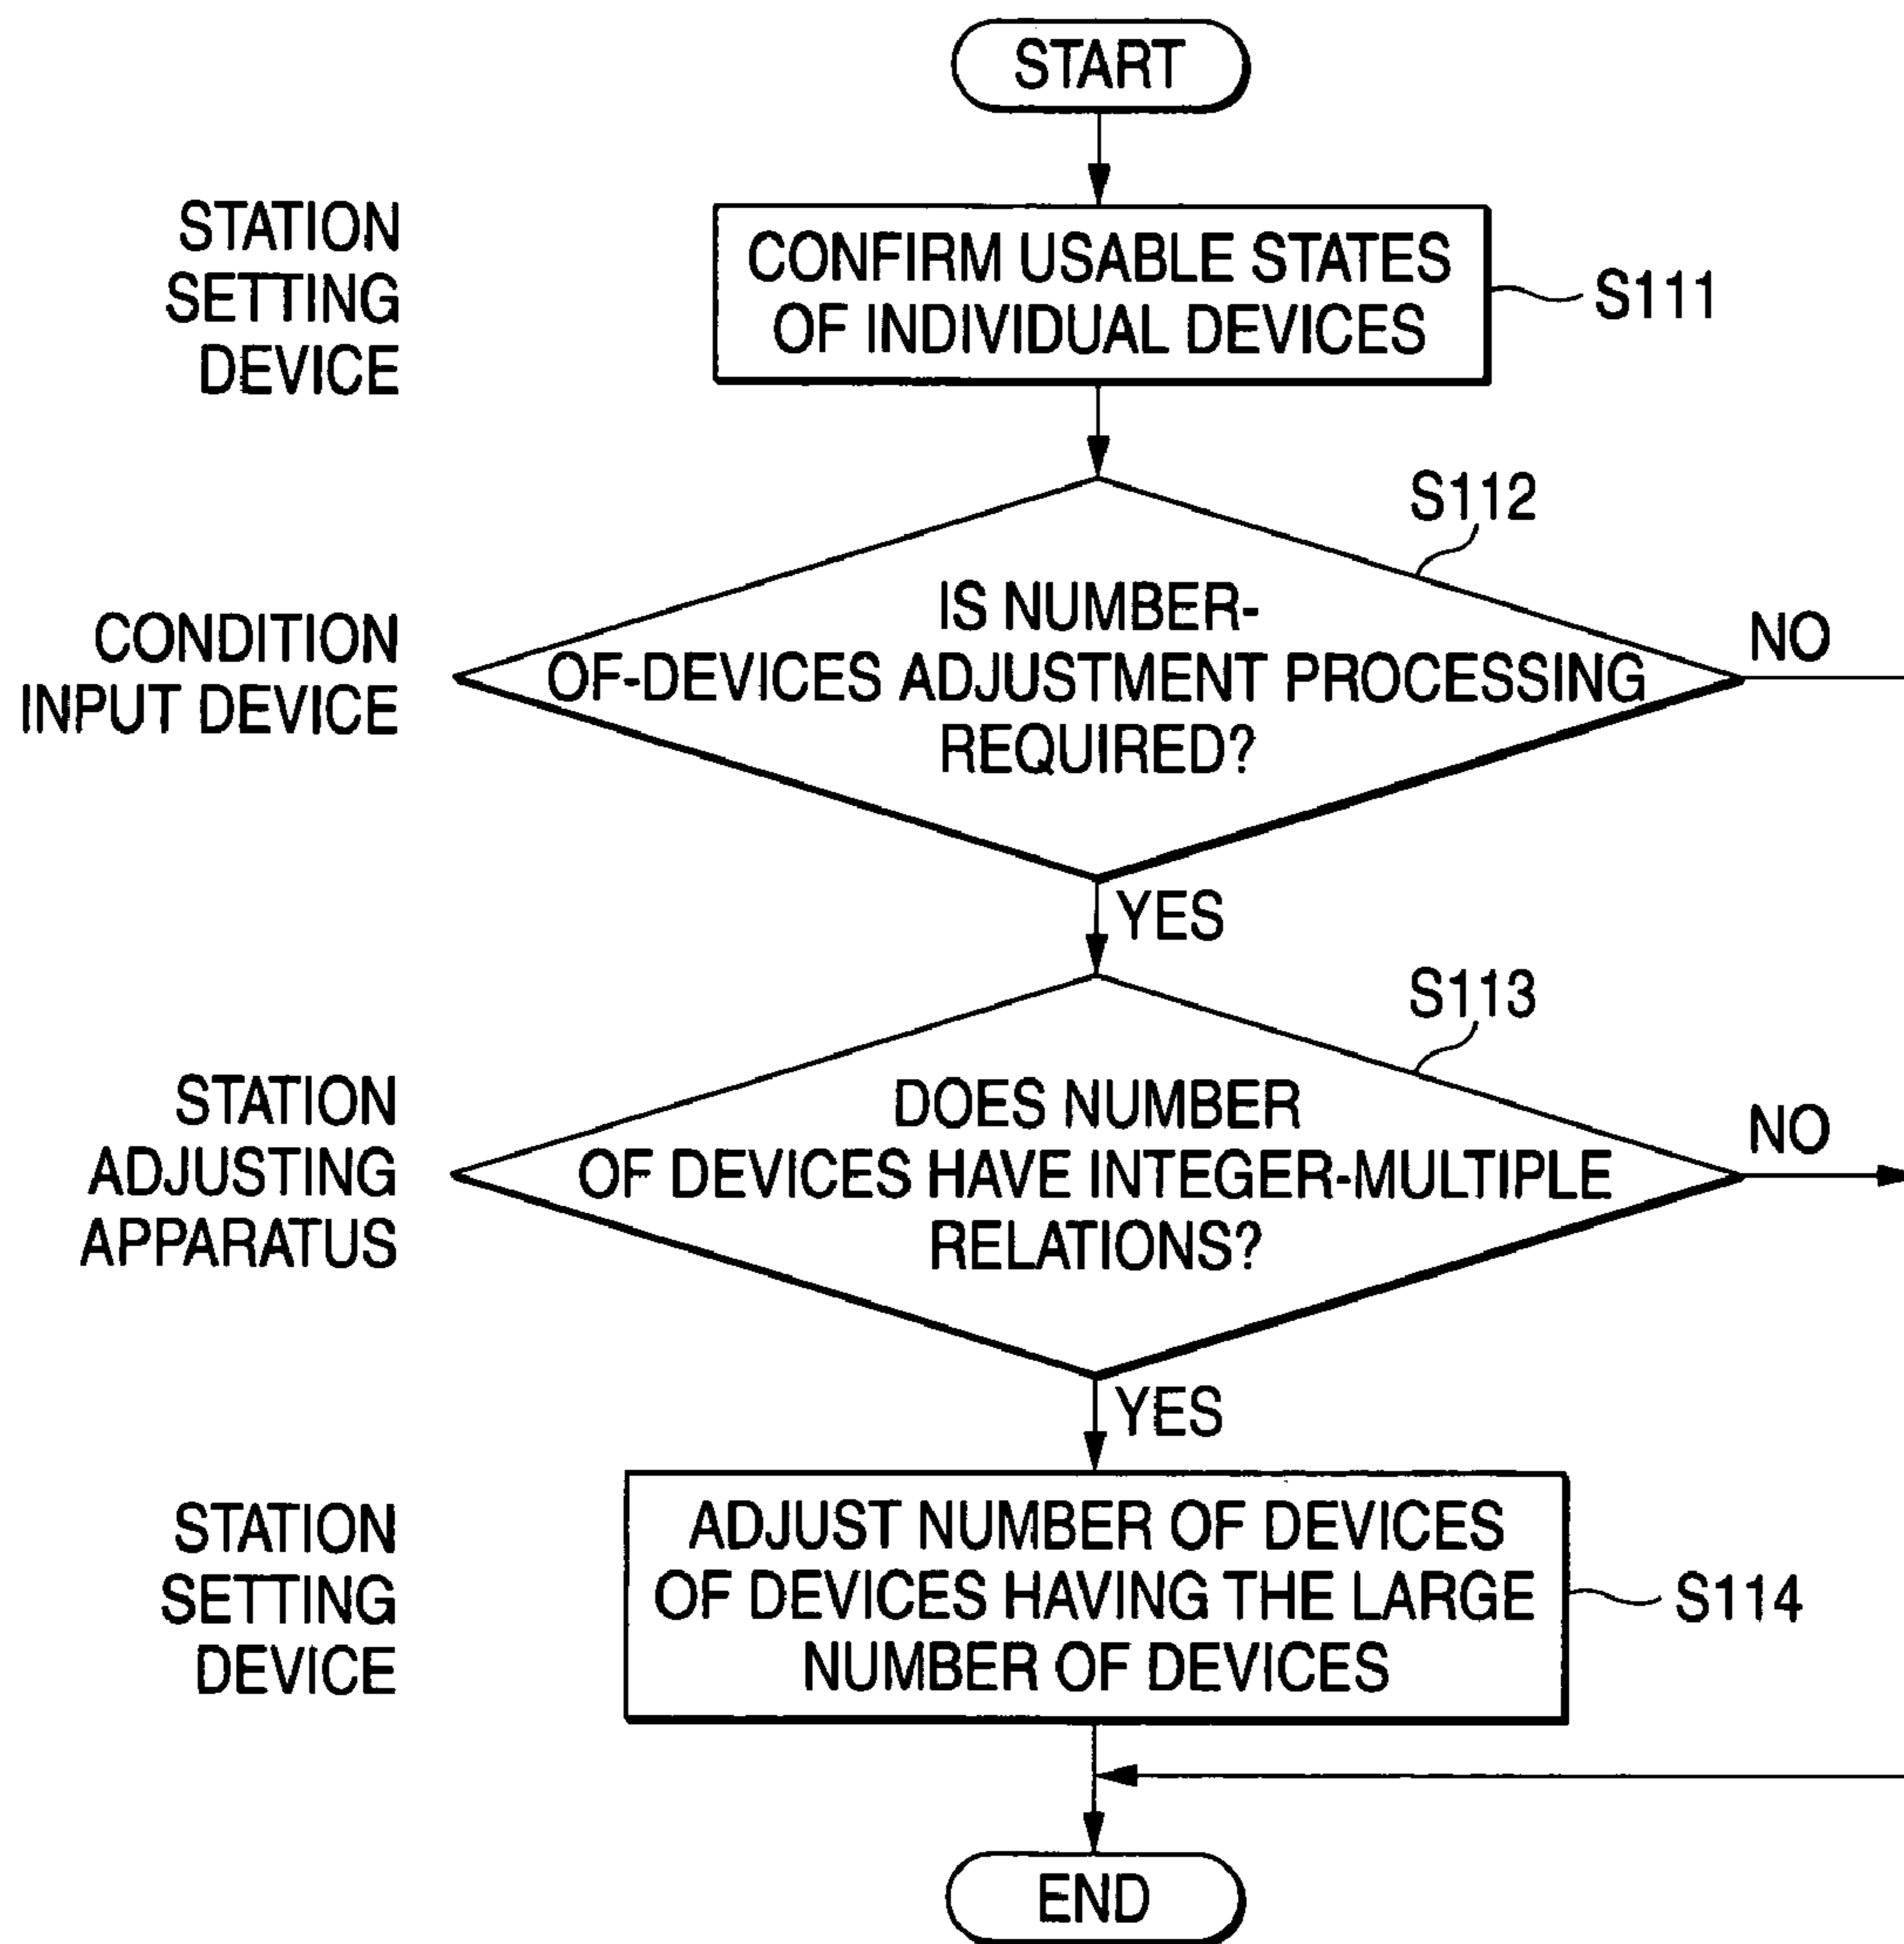 START
STATION
SETTING
DEVICE
CONFIRM USABLE STATES
OF INDIVIDUAL DEVICES
S111
S112
CONDITION
INPUT DEVICE
IS NUMBER-
OF-DEVICES ADJUSTMENT PROCESSING
REQUIRED?
NO
YES
S113
STATION
ADJUSTING
APPARATUS
DOES NUMBER
OF DEVICES HAVE INTEGER-MULTIPLE
RELATIONS?
NO
YES
STATION
SETTING
DEVICE
ADJUST NUMBER OF DEVICES
OF DEVICES HAVING THE LARGE
NUMBER OF DEVICES
S114
END